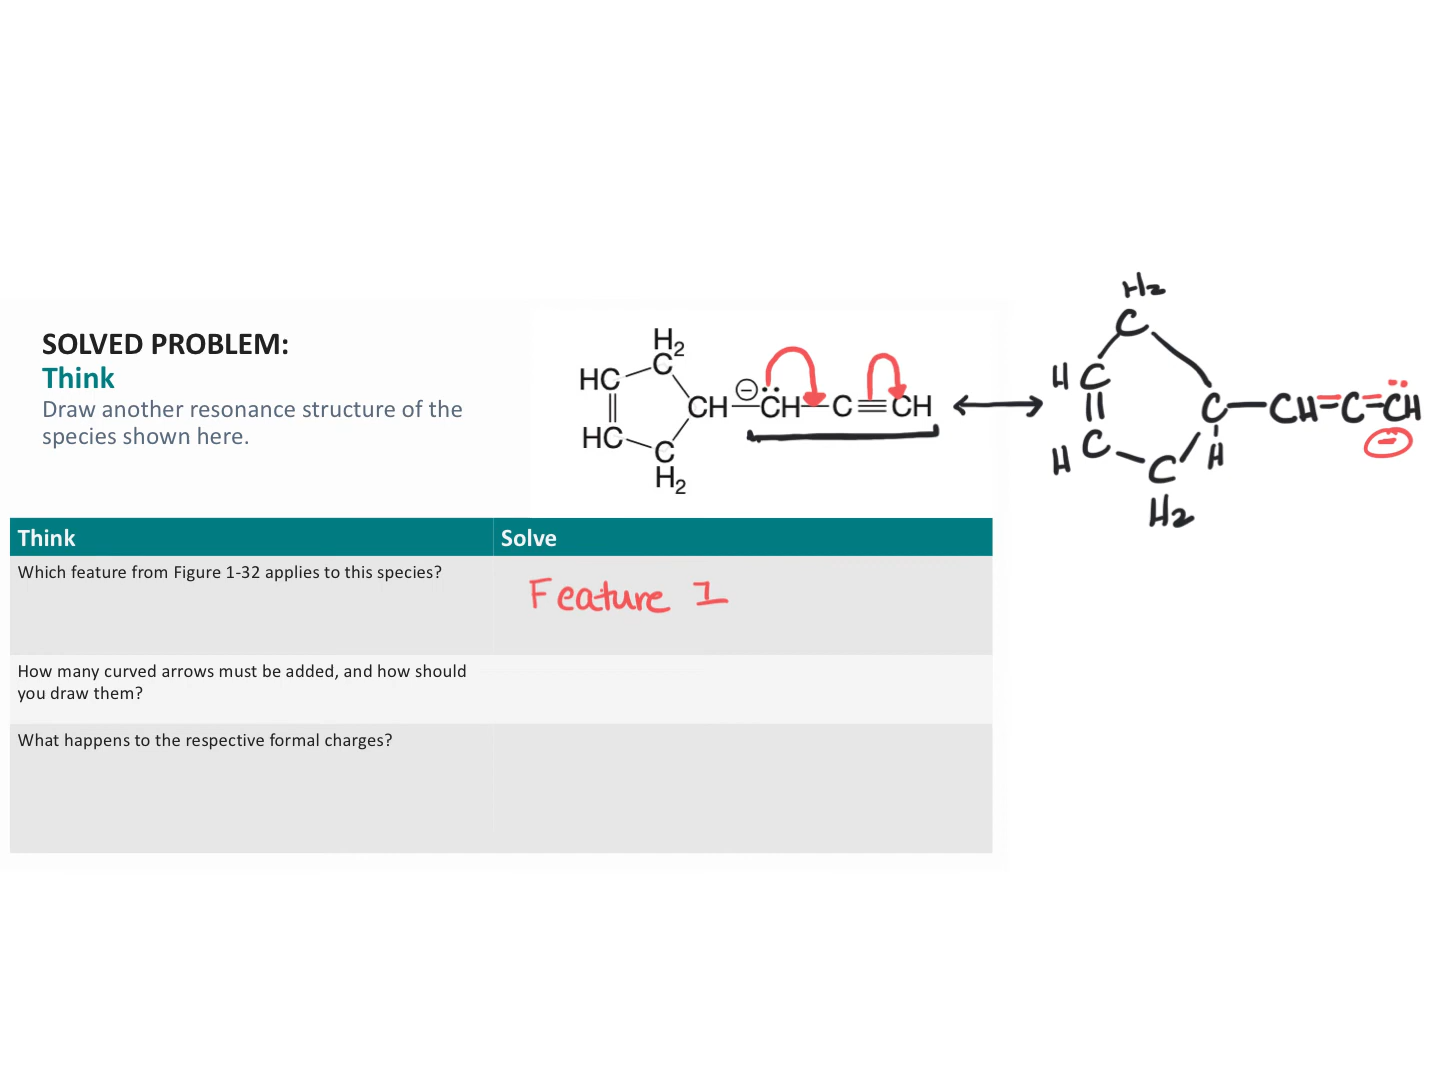 SOLVED PROBLEM:
Think
Draw another resonance structure of the
species shown here.
H2
C
HC
HC
C
H2
CH—CH—C≡CH
⊖
H2
C
HC
HC
C
H2
C—CH=C=CH
H
⊖
Think Solve
Which feature from Figure 1-32 applies to this species?
Feature 1
How many curved arrows must be added, and how should
you draw them?
What happens to the respective formal charges?